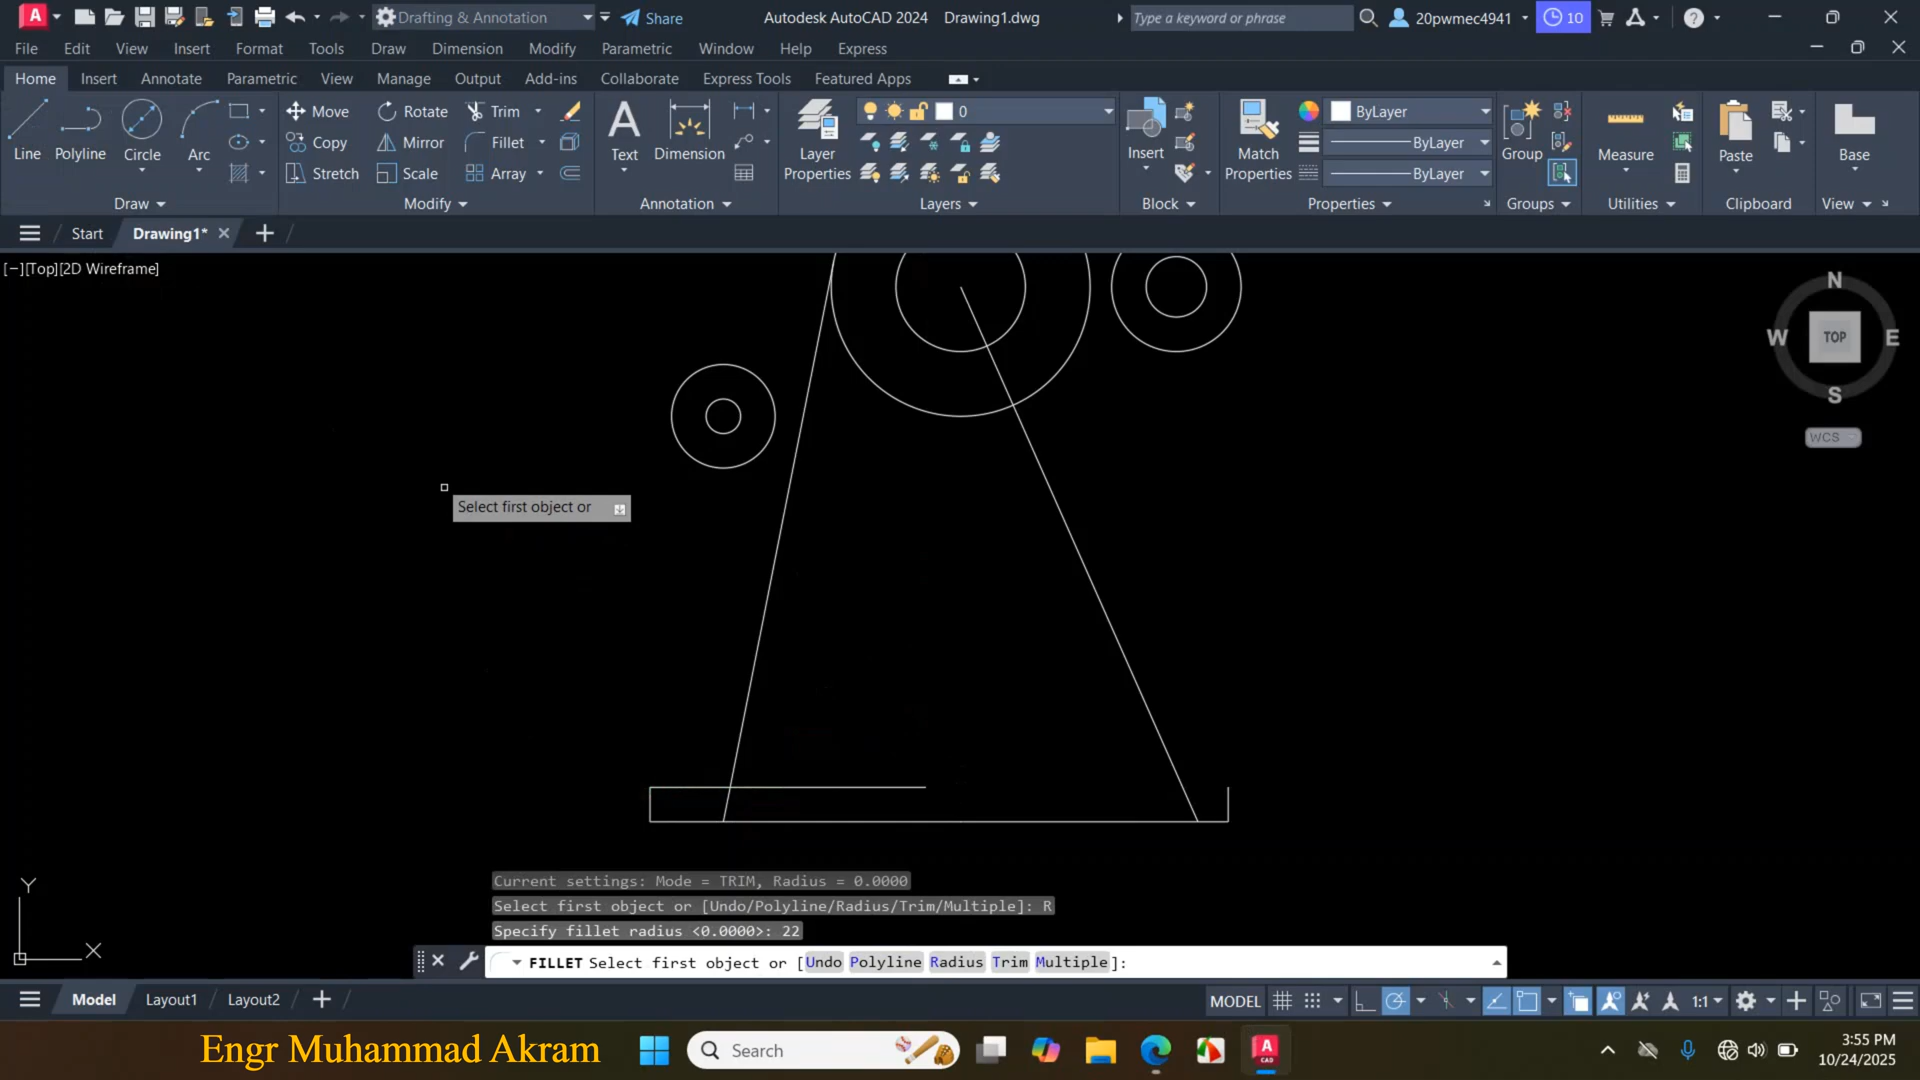 Drafting & Annotation Share Autodesk AutoCAD 2024 Drawing1.dwg Type a keyword or phrase 20pwmec4941 10
File Edit View Insert Format Tools Draw Dimension Modify Parametric Window Help Express
Home Insert Annotate Parametric View Manage Output Add-ins Collaborate Express Tools Featured Apps
Line Polyline Circle Arc
Move Rotate Trim
Copy Mirror Fillet
Stretch Scale Array
Text Dimension
Layer Properties
0
Insert
Match Properties
ByLayer
ByLayer
ByLayer
Group
Measure
Paste
Base
Draw Modify Annotation Layers Block Properties Groups Utilities Clipboard View
Start Drawing1*
[−][Top][2D Wireframe]
N
W TOP E
S
WCS
Select first object or
Y
X
Current settings: Mode = TRIM, Radius = 0.0000
Select first object or [Undo/Polyline/Radius/Trim/Multiple]: R
Specify fillet radius <0.0000>: 22
FILLET Select first object or [Undo Polyline Radius Trim Multiple]:
Model Layout1 Layout2 MODEL 1:1
Engr Muhammad Akram
Search
A
CAD
3:55 PM
10/24/2025